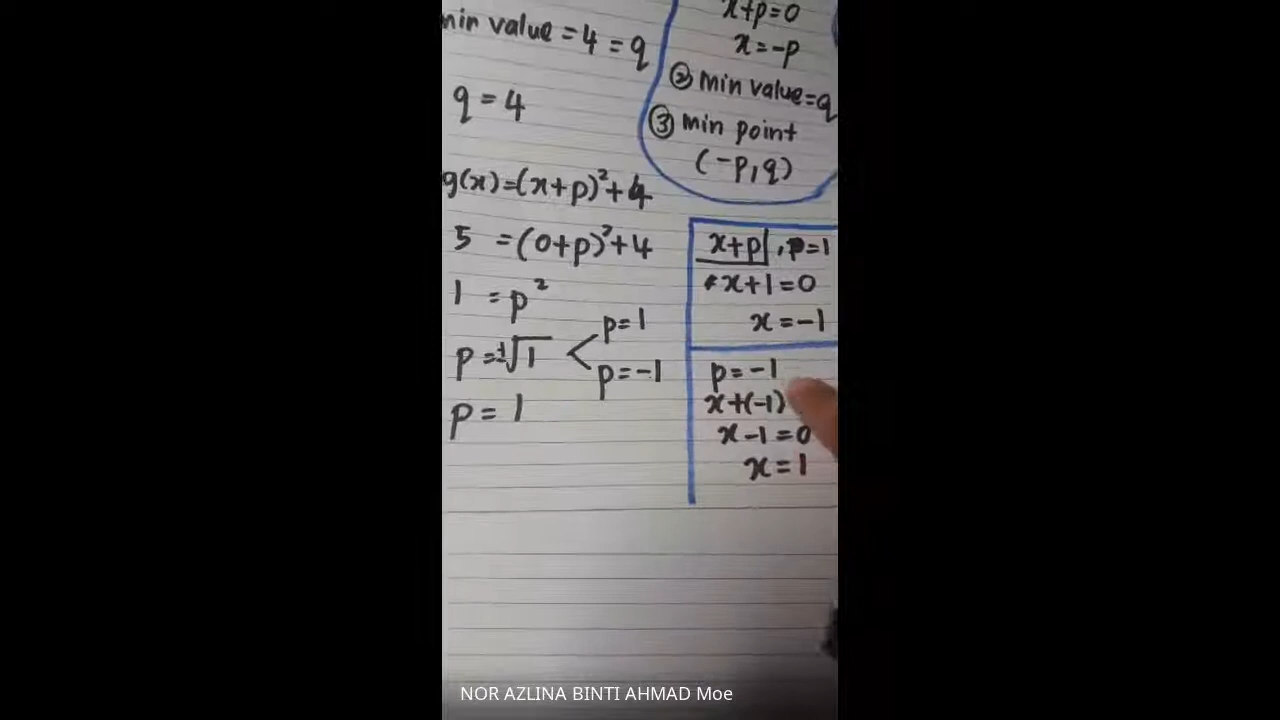 min value = 4 = q
q = 4
g(x)=(x+p)²+4
5 =(0+p)²+4
1 = p²
p = ±√1 < p=1
p=-1
p = 1
x+p=0
x=-p
② min value=q
③ min point
(-p,q)
x+p| , p=1
x+1=0
x=-1
p=-1
x+(-1)
x-1=0
x=1
NOR AZLINA BINTI AHMAD Moe